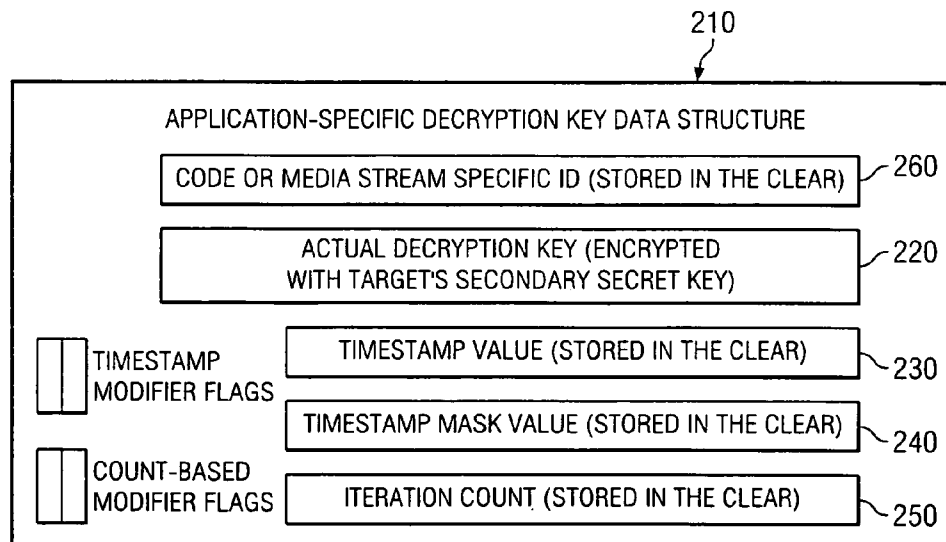 210
APPLICATION-SPECIFIC DECRYPTION KEY DATA STRUCTURE
CODE OR MEDIA STREAM SPECIFIC ID (STORED IN THE CLEAR)
260
ACTUAL DECRYPTION KEY (ENCRYPTED
WITH TARGET'S SECONDARY SECRET KEY)
220
TIMESTAMP
MODIFIER FLAGS
TIMESTAMP VALUE (STORED IN THE CLEAR)
230
TIMESTAMP MASK VALUE (STORED IN THE CLEAR)
240
COUNT-BASED
MODIFIER FLAGS
ITERATION COUNT (STORED IN THE CLEAR)
250